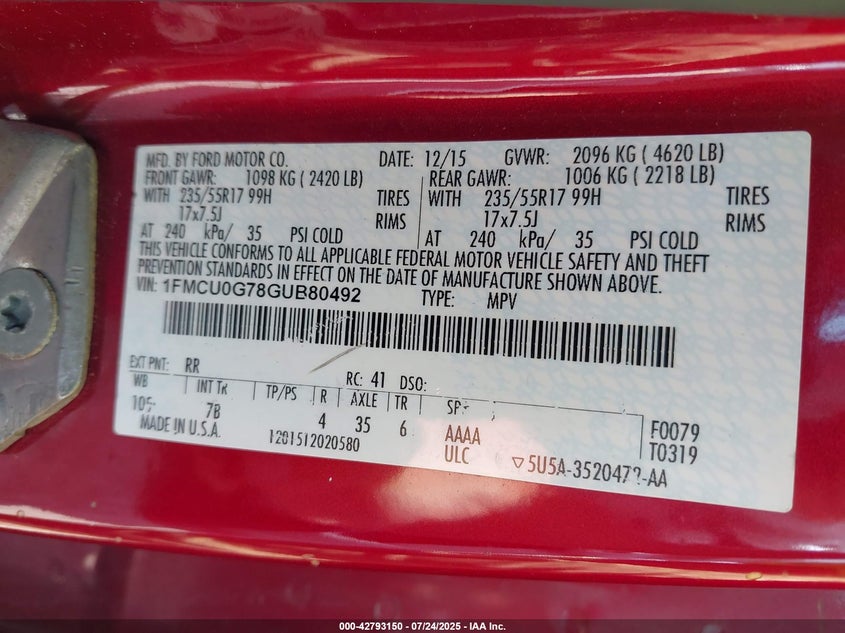 MFD. BY FORD MOTOR CO. DATE: 12/15 GVWR: 2096 KG ( 4620 LB)
FRONT GAWR: 1098 KG ( 2420 LB) REAR GAWR: 1006 KG ( 2218 LB)
WITH 235/55R17 99H TIRES WITH 235/55R17 99H TIRES
17x7.5J RIMS 17x7.5J RIMS
AT 240 kPa/ 35 PSI COLD AT 240 kPa/ 35 PSI COLD
THIS VEHICLE CONFORMS TO ALL APPLICABLE FEDERAL MOTOR VEHICLE SAFETY AND THEFT
PREVENTION STANDARDS IN EFFECT ON THE DATE OF MANUFACTURE SHOWN ABOVE.
VIN: 1FMCU0G78GUB80492 TYPE: MPV
EXT PNT: RR RC: 41 DSO:
WB INT TR TP/PS R AXLE TR
7B 4 35 6 AAAA F0079
MADE IN U.S.A. 1201512020580 ULC T0319
▽5U5A-3520472-AA
000-42793150 - 07/24/2025 - IAA Inc.